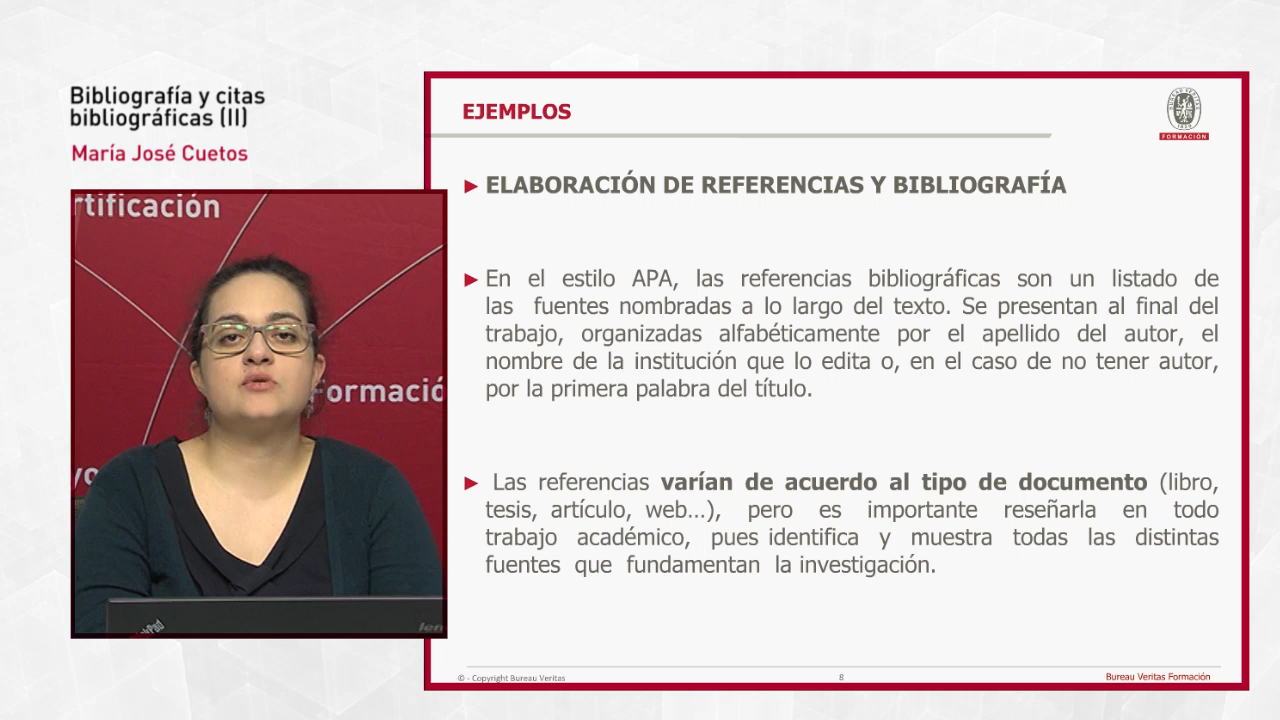 Bibliografía y citas
bibliográficas (II)
María José Cuetos
rtificación
Formació
EJEMPLOS
BUREAU VERITAS
1828
FORMACIÓN
► ELABORACIÓN DE REFERENCIAS Y BIBLIOGRAFÍA
► En el estilo APA, las referencias bibliográficas son un listado de
las fuentes nombradas a lo largo del texto. Se presentan al final del
trabajo, organizadas alfabéticamente por el apellido del autor, el
nombre de la institución que lo edita o, en el caso de no tener autor,
por la primera palabra del título.
► Las referencias varían de acuerdo al tipo de documento (libro,
tesis, artículo, web...), pero es importante reseñarla en todo
trabajo académico, pues identifica y muestra todas las distintas
fuentes que fundamentan la investigación.
© - Copyright Bureau Veritas
8
Bureau Veritas Formación